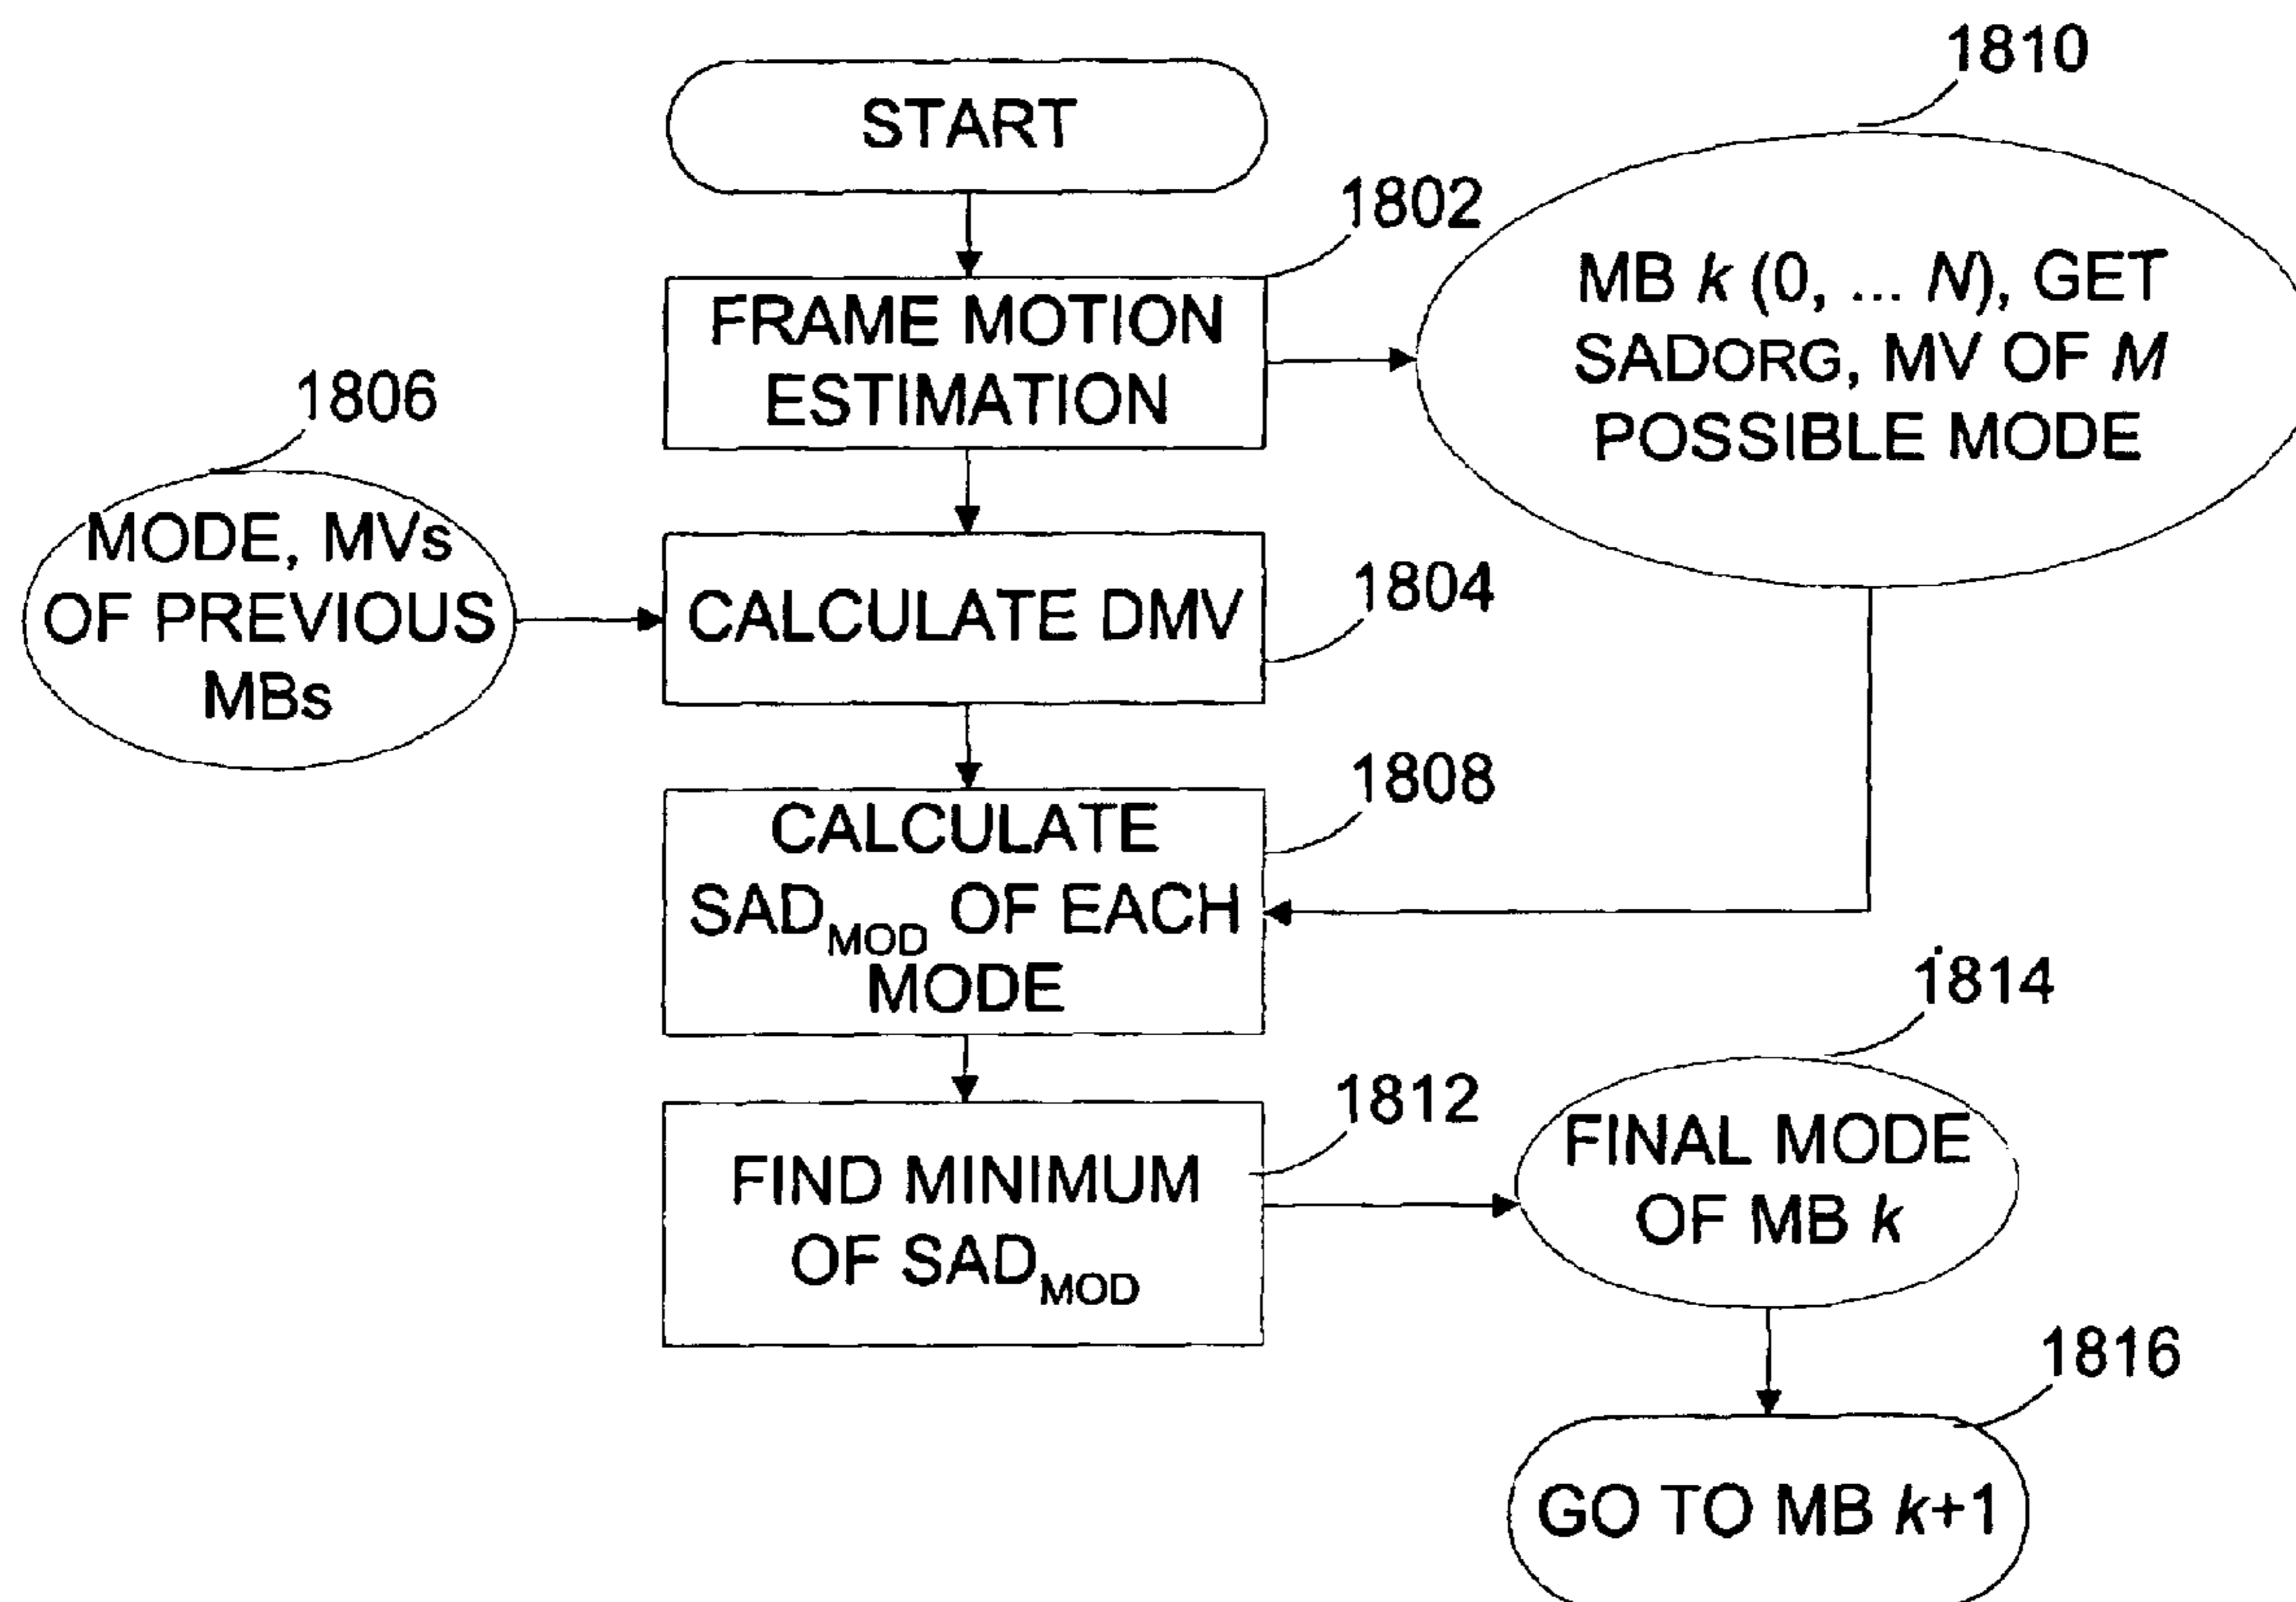 START
1802
FRAME MOTION
ESTIMATION
1810
MB k (0, ... N), GET
SADORG, MV OF M
POSSIBLE MODE
1806
MODE, MVs
OF PREVIOUS
MBs
1804
CALCULATE DMV
1808
CALCULATE
SAD_MOD OF EACH
MODE
1812
FIND MINIMUM
OF SAD_MOD
1814
FINAL MODE
OF MB k
1816
GO TO MB k+1